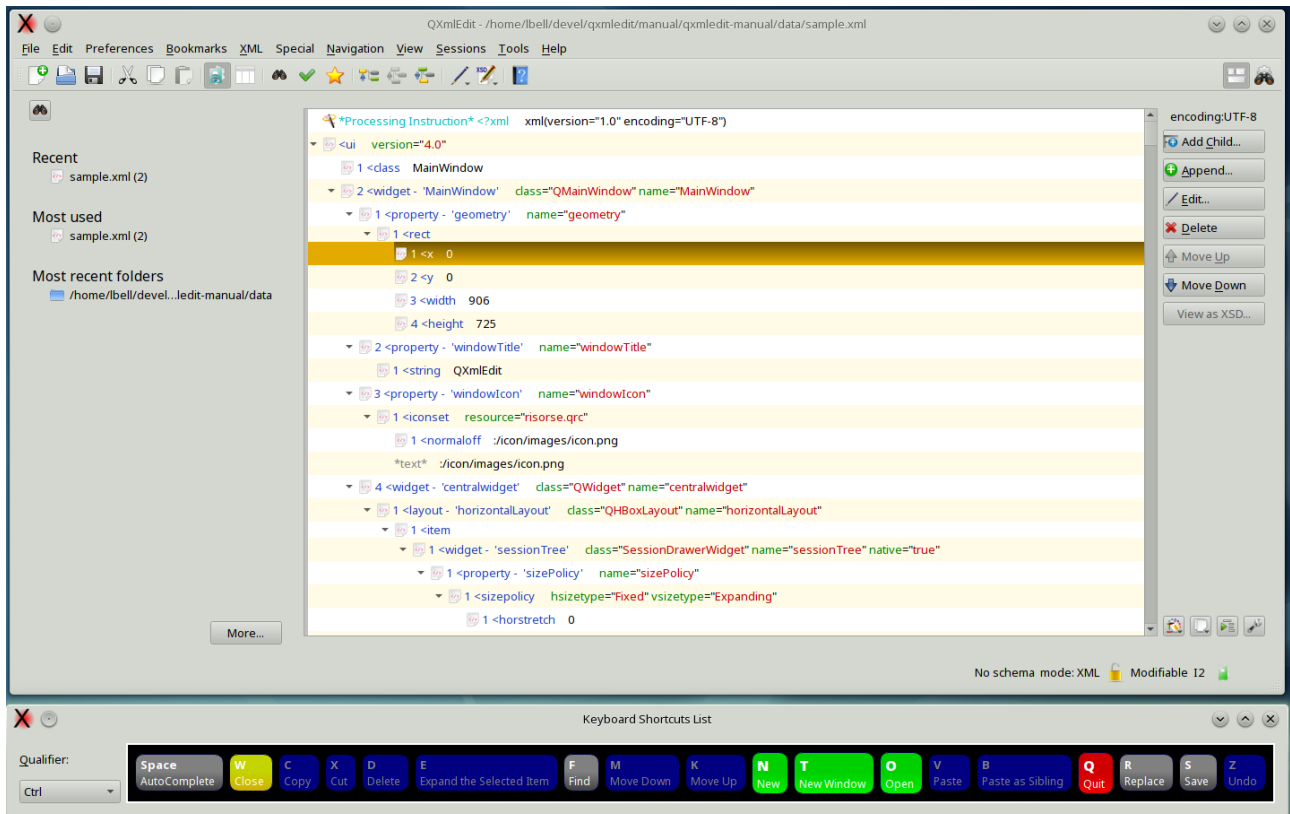 QXmlEdit - /home/lbell/devel/qxmledit/manual/qxmledit-manual/data/sample.xml
File Edit Preferences Bookmarks XML Special Navigation View Sessions Tools Help
Recent
sample.xml (2)
Most used
sample.xml (2)
Most recent folders
/home/lbell/devel...ledit-manual/data
More...
*Processing Instruction* <?xml xml(version="1.0" encoding="UTF-8")
<ui version="4.0"
1 <class MainWindow
2 <widget - 'MainWindow' class="QMainWindow" name="MainWindow"
1 <property - 'geometry' name="geometry"
1 <rect
1 <x 0
2 <y 0
3 <width 906
4 <height 725
2 <property - 'windowTitle' name="windowTitle"
1 <string QXmlEdit
3 <property - 'windowIcon' name="windowIcon"
1 <iconset resource="risorse.qrc"
1 <normaloff :/icon/images/icon.png
*text* :/icon/images/icon.png
4 <widget - 'centralwidget' class="QWidget" name="centralwidget"
1 <layout - 'horizontalLayout' class="QHBoxLayout" name="horizontalLayout"
1 <item
1 <widget - 'sessionTree' class="SessionDrawerWidget" name="sessionTree" native="true"
1 <property - 'sizePolicy' name="sizePolicy"
1 <sizepolicy hsizetype="Fixed" vsizetype="Expanding"
1 <horstretch 0
encoding:UTF-8
Add Child...
Append...
Edit...
Delete
Move Up
Move Down
View as XSD...
No schema mode: XML Modifiable I2
Keyboard Shortcuts List
Qualifier:
Ctrl
Space W C X D E F M K N T O V B Q R S Z
AutoComplete Close Copy Cut Delete Expand the Selected Item Find Move Down Move Up New New Window Open Paste Paste as Sibling Quit Replace Save Undo